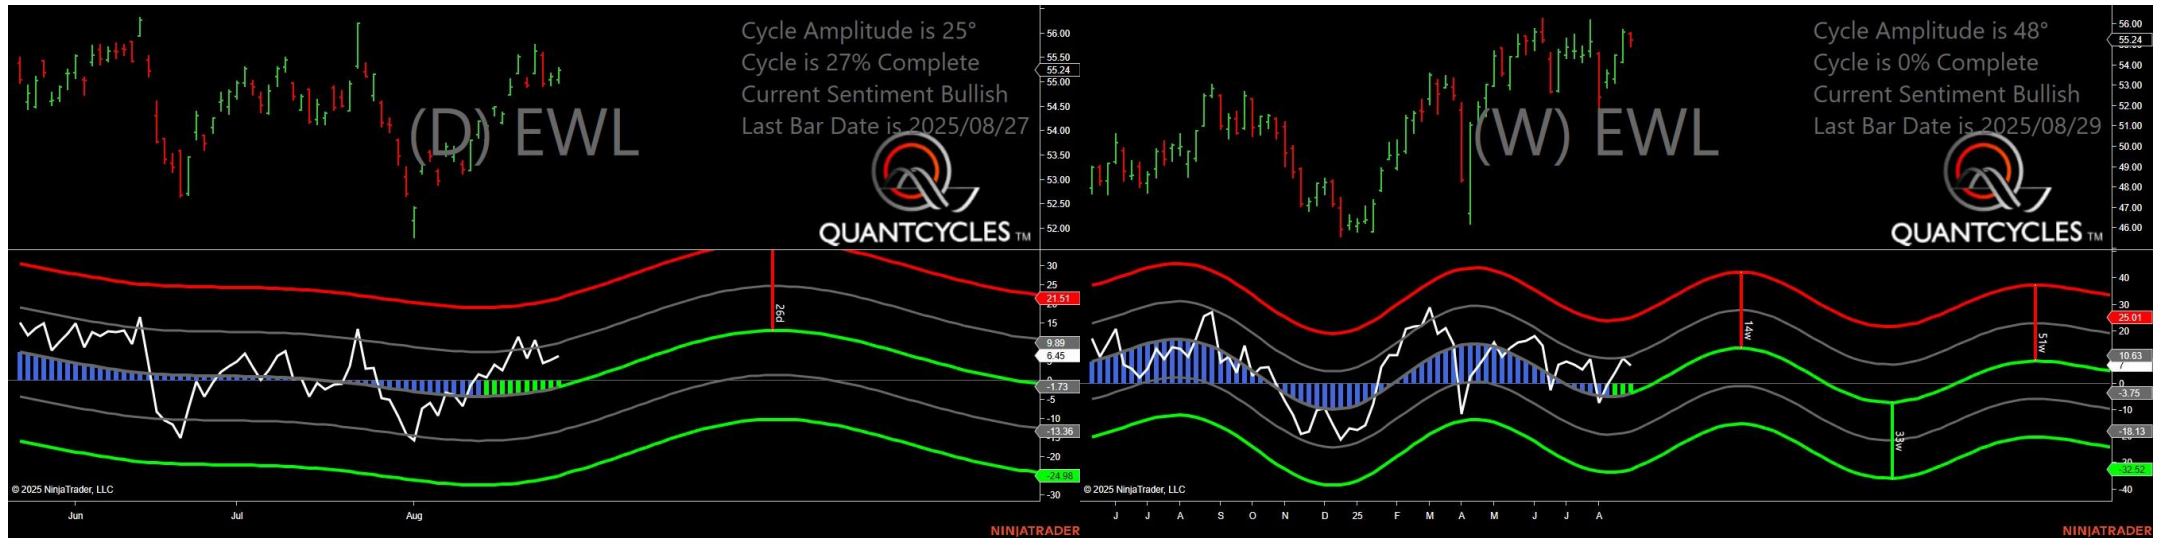 Cycle Amplitude is 25°
Cycle is 27% Complete
Current Sentiment Bullish
Last Bar Date is 2025/08/27
(D) EWL
QUANTCYCLES TM
56.00
55.50
55.24
55.00
54.50
54.00
53.50
53.00
52.50
52.00
30
25
21.51
15
9.89
6.45
-1.73
-5
-10
-13.36
-20
-24.98
-30
26d
© 2025 NinjaTrader, LLC
Jun
Jul
Aug
NINJATRADER
Cycle Amplitude is 48°
Cycle is 0% Complete
Current Sentiment Bullish
Last Bar Date is 2025/08/29
(W) EWL
QUANTCYCLES TM
56.00
55.24
54.00
53.00
52.00
51.00
50.00
49.00
48.00
47.00
46.00
40
30
25.01
20
10.63
7
0
-3.75
-10
-18.13
-32.52
-40
14w
33w
51w
© 2025 NinjaTrader, LLC
J
J
A
S
O
N
D
25
F
M
A
M
J
J
A
NINJATRADER